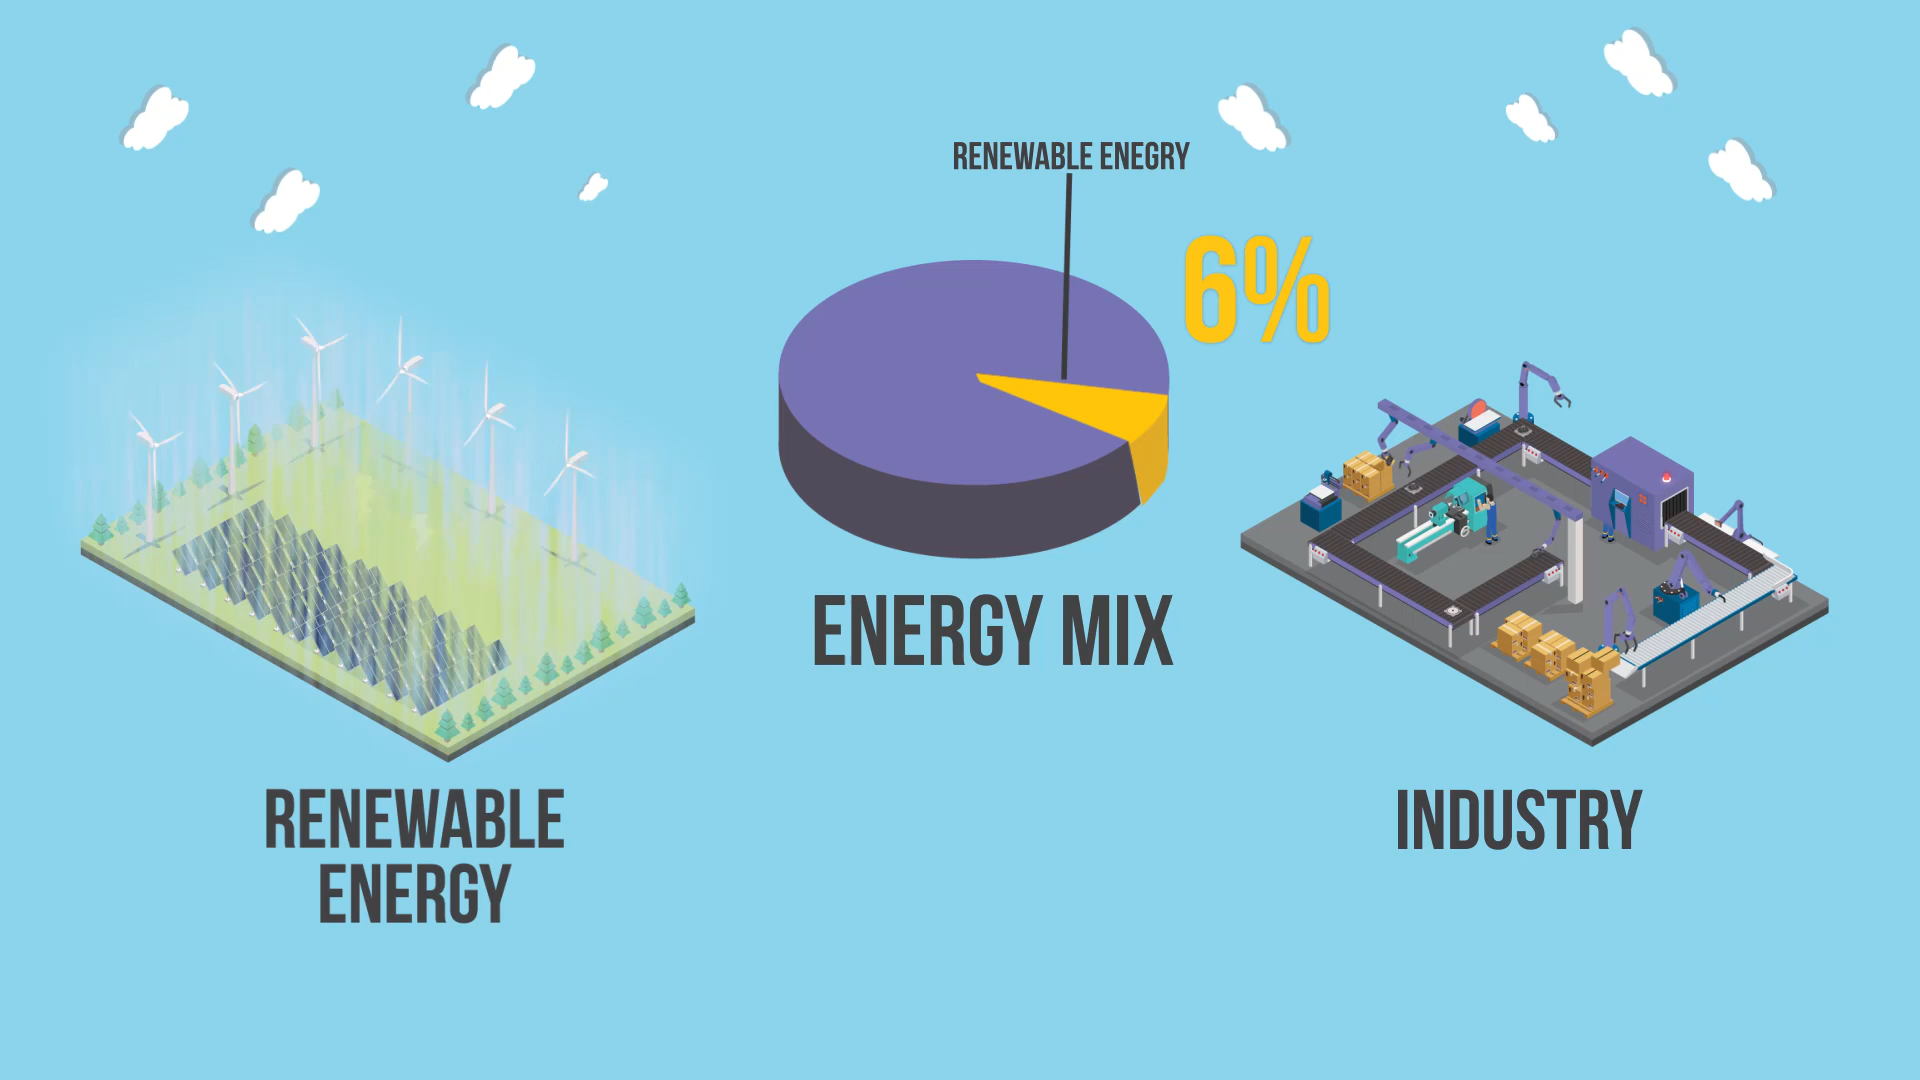 RENEWABLE ENEGRY
6%
ENERGY MIX
RENEWABLE
ENERGY
INDUSTRY